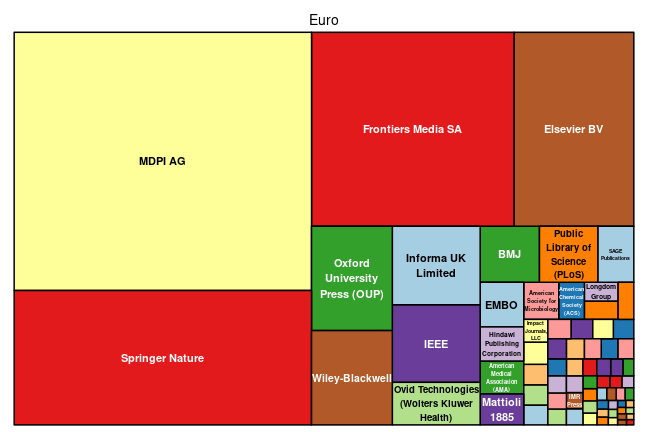 Euro
MDPI AG
Springer Nature
Frontiers Media SA
Elsevier BV
Oxford
University
Press (OUP)
Wiley-Blackwell
Informa UK
Limited
IEEE
Ovid Technologies
(Wolters Kluwer
Health)
BMJ
Public
Library of
Science
(PLoS)
SAGE
Publications
EMBO
Hindawi
Publishing
Corporation
American
Medical
Association
(AMA)
Mattioli
1885
American
Society for
Microbiology
American
Chemical
Society
(ACS)
Longdom
Group
Impact
Journals,
LLC
IMR
Press